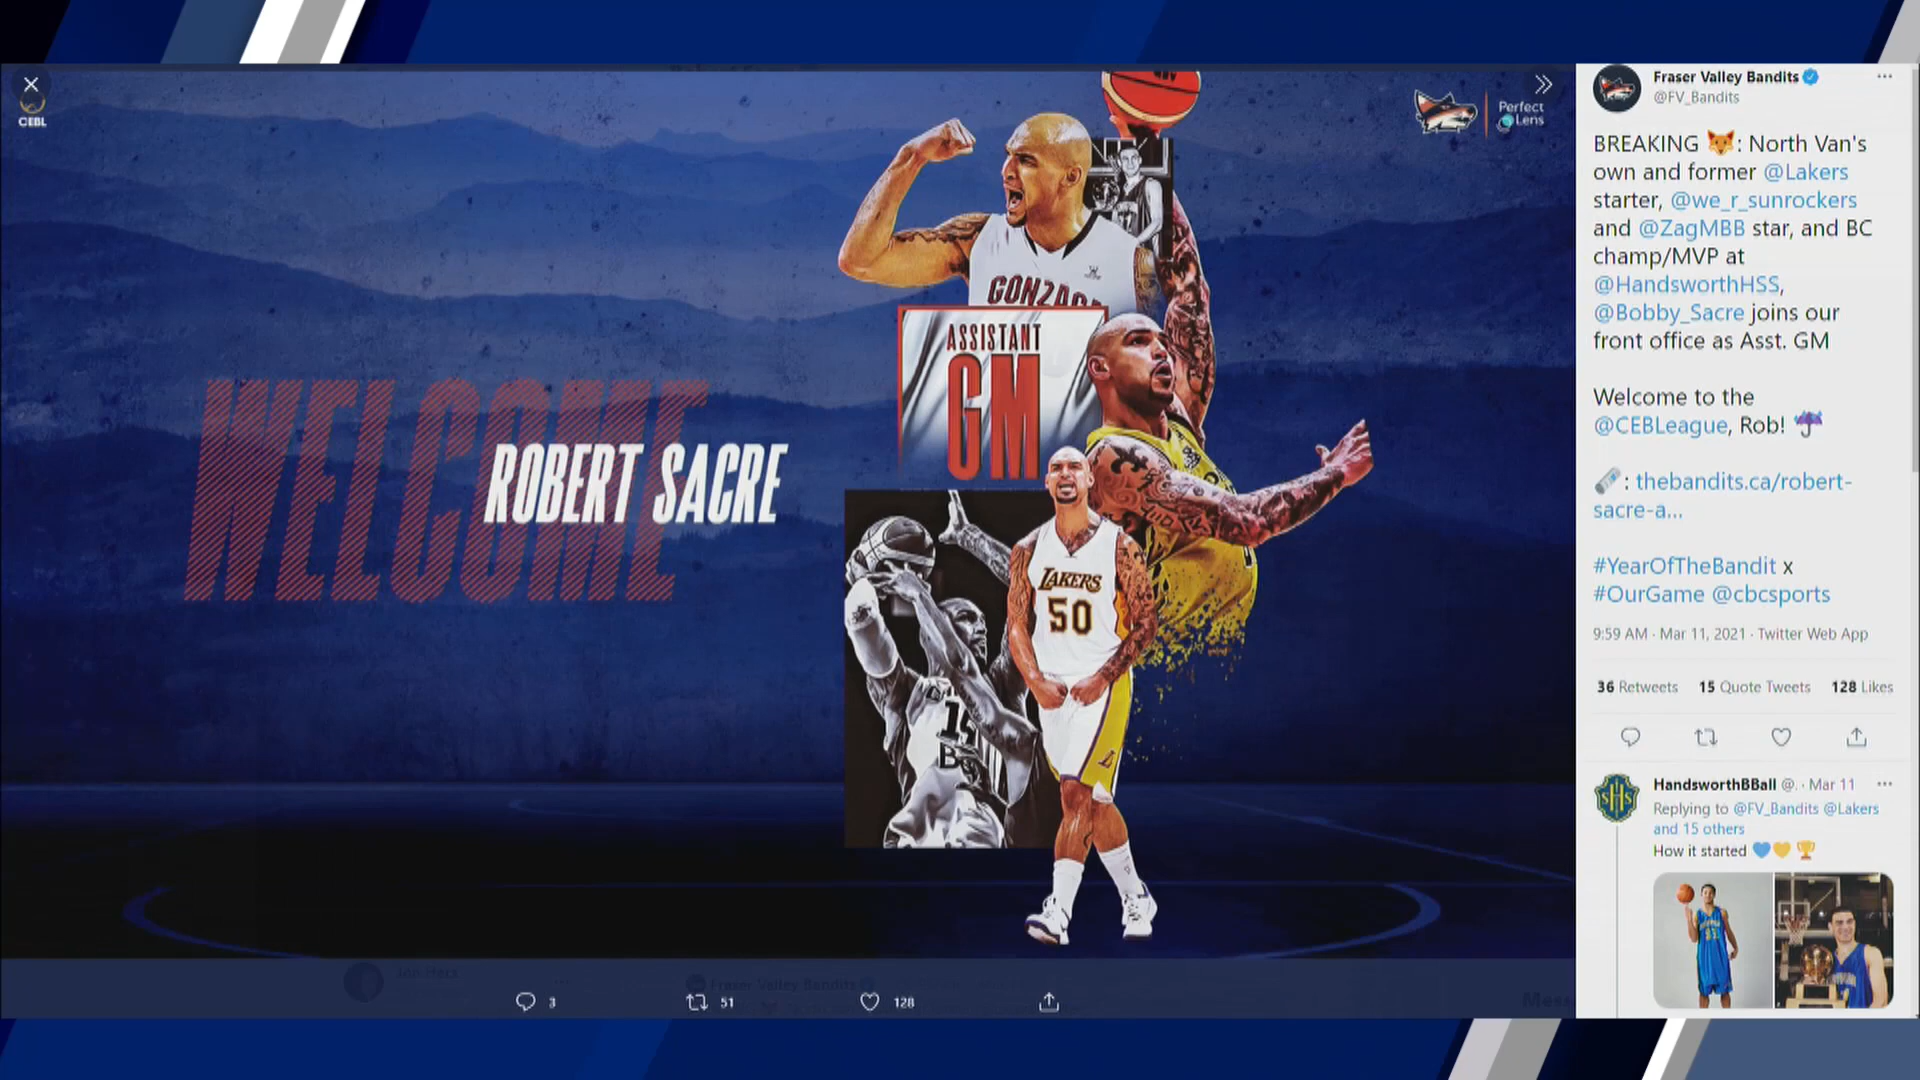 CEBL
Perfect
Lens
GONZAGA
ASSISTANT
GM
WELCOME
ROBERT SACRE
LAKERS
50
15
3
51
128
Fraser Valley Bandits
@FV_Bandits
BREAKING 🦊: North Van's
own and former @Lakers
starter, @we_r_sunrockers
and @ZagMBB star, and BC
champ/MVP at
@HandsworthHSS,
@Bobby_Sacre joins our
front office as Asst. GM
Welcome to the
@CEBLeague, Rob! ☔
🗞️: thebandits.ca/robert-
sacre-a...
#YearOfTheBandit x
#OurGame @cbcsports
9:59 AM · Mar 11, 2021 · Twitter Web App
36 Retweets 15 Quote Tweets 128 Likes
HandsworthBBall @. · Mar 11
Replying to @FV_Bandits @Lakers
and 15 others
How it started 💙💛🏆
SHS